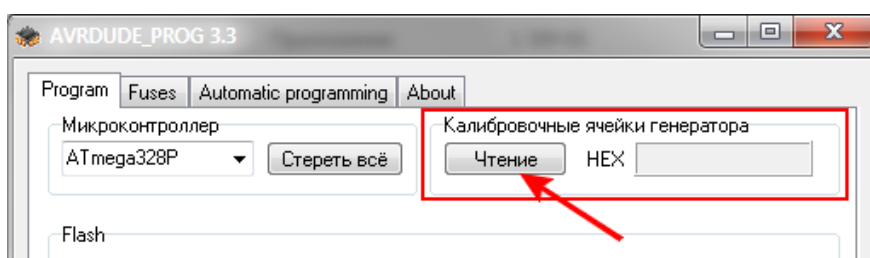 AVRDUDE_PROG 3.3
Program Fuses Automatic programming About
Микроконтроллер
ATmega328P Стереть всё
Калибровочные ячейки генератора
Чтение HEX
Flash